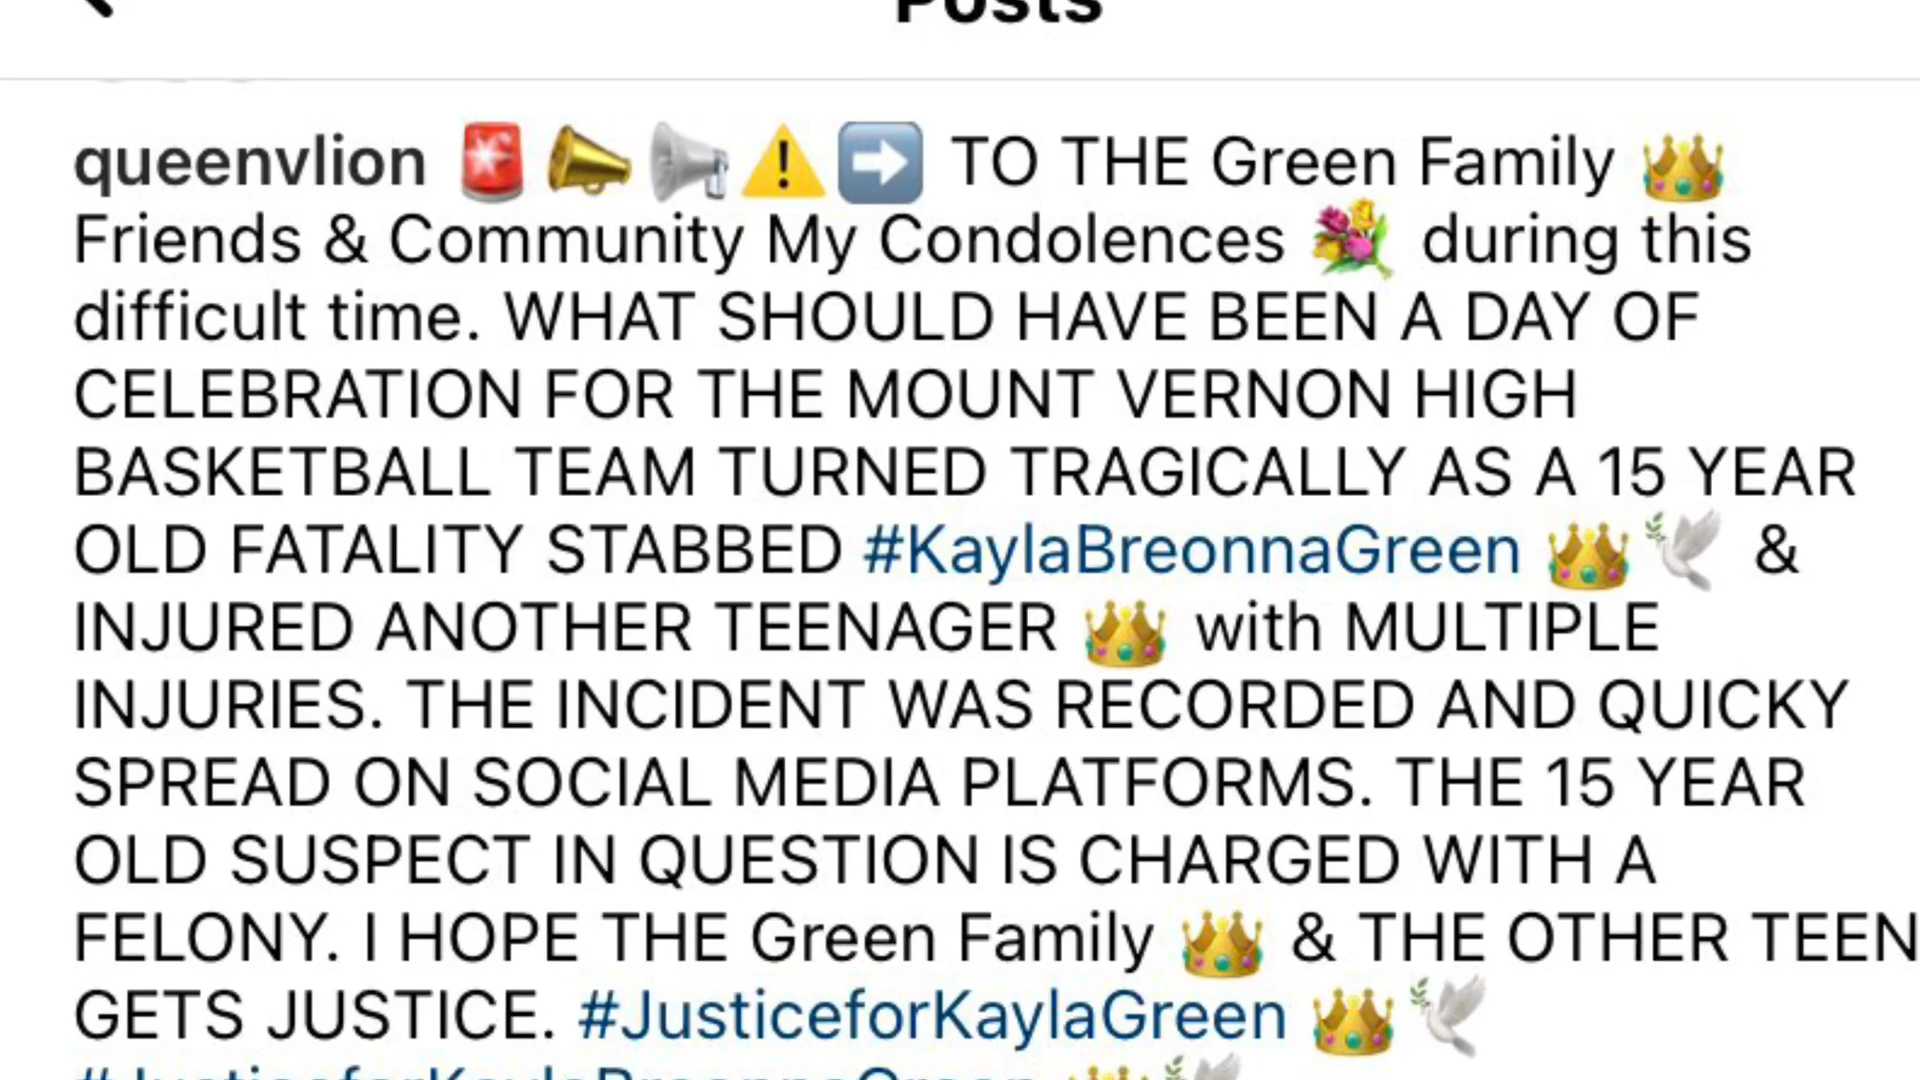 Posts
queenvlion 🚨📣📢⚠️➡️ TO THE Green Family 👑
Friends & Community My Condolences 💐 during this
difficult time. WHAT SHOULD HAVE BEEN A DAY OF
CELEBRATION FOR THE MOUNT VERNON HIGH
BASKETBALL TEAM TURNED TRAGICALLY AS A 15 YEAR
OLD FATALITY STABBED #KaylaBreonnaGreen 👑🕊 &
INJURED ANOTHER TEENAGER 👑 with MULTIPLE
INJURIES. THE INCIDENT WAS RECORDED AND QUICKY
SPREAD ON SOCIAL MEDIA PLATFORMS. THE 15 YEAR
OLD SUSPECT IN QUESTION IS CHARGED WITH A
FELONY. I HOPE THE Green Family 👑 & THE OTHER TEEN
GETS JUSTICE. #JusticeforKaylaGreen 👑🕊
#JusticeforKaylaBreonnaGreen 👑🕊